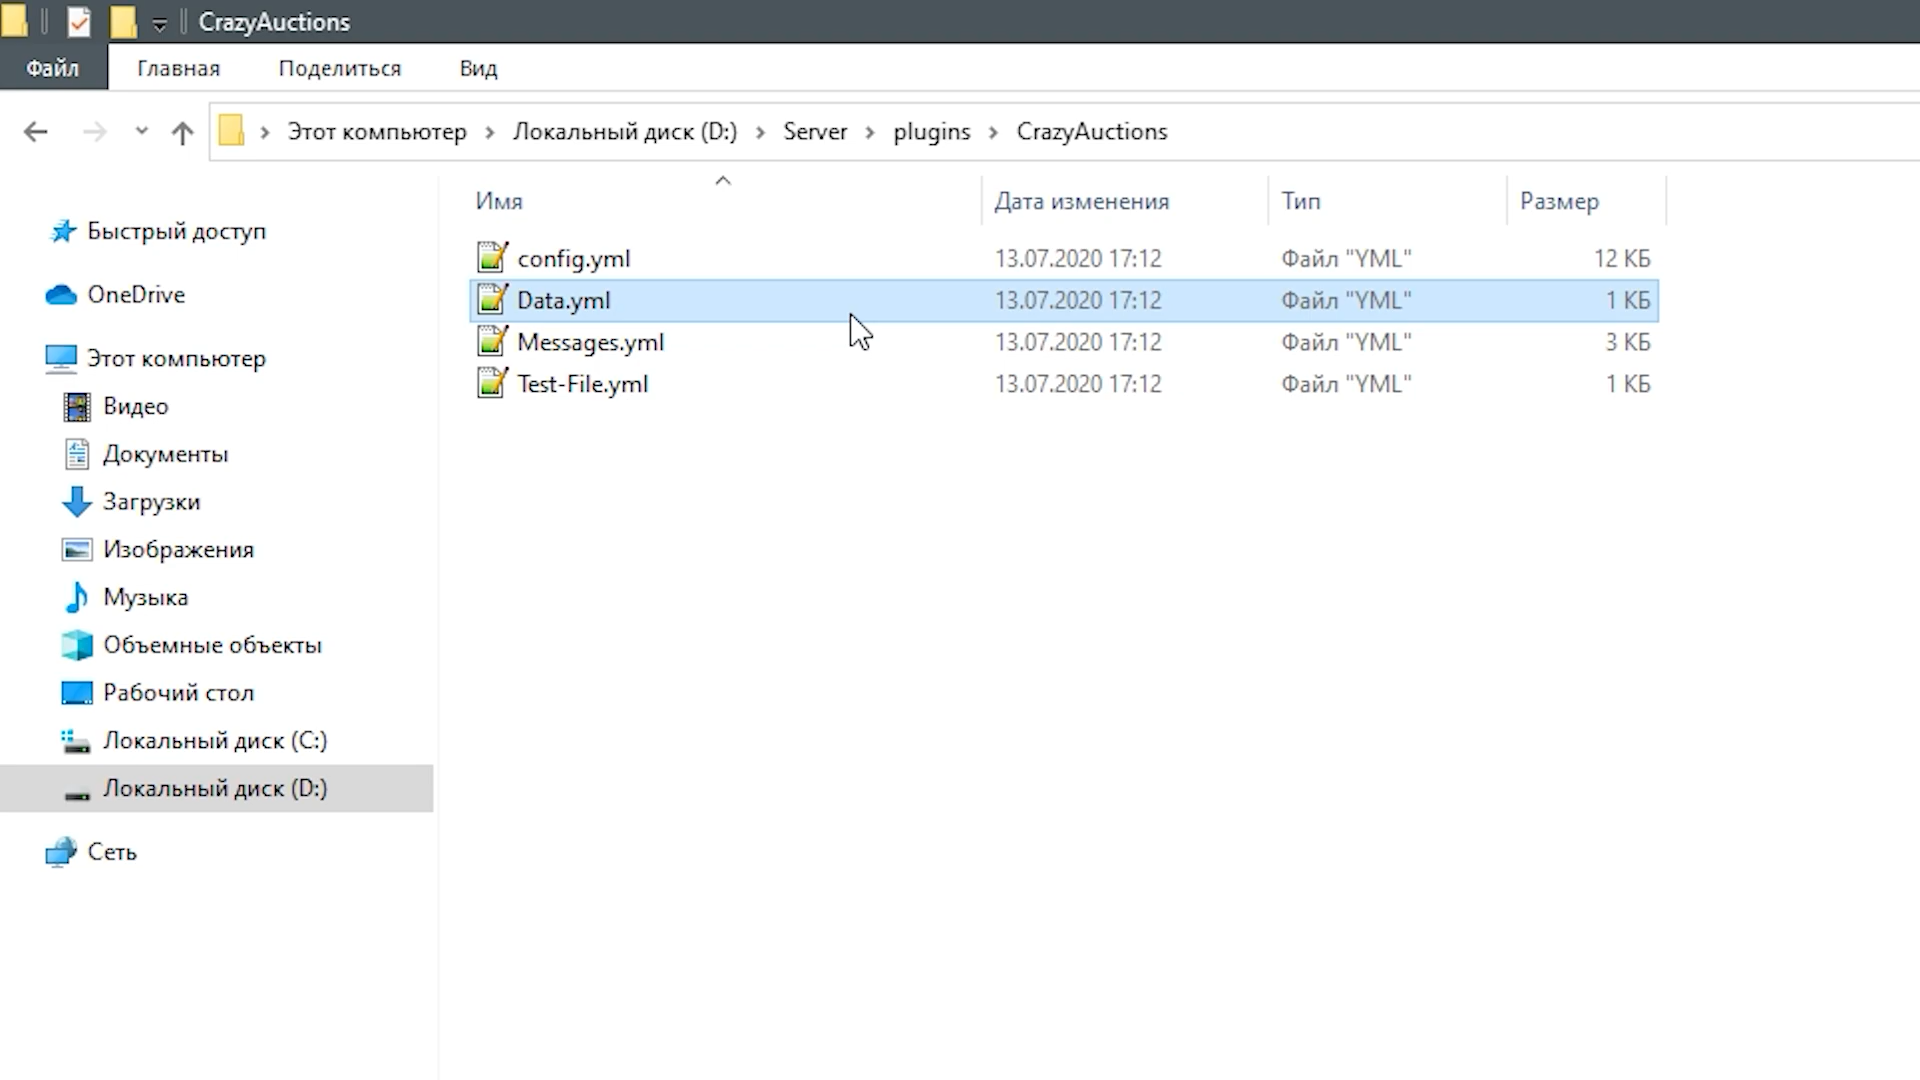 CrazyAuctions
Файл Главная Поделиться Вид
Этот компьютер Локальный диск (D:) Server plugins CrazyAuctions
Имя Дата изменения Тип Размер
config.yml 13.07.2020 17:12 Файл "YML" 12 КБ
Data.yml 13.07.2020 17:12 Файл "YML" 1 КБ
Messages.yml 13.07.2020 17:12 Файл "YML" 3 КБ
Test-File.yml 13.07.2020 17:12 Файл "YML" 1 КБ
Быстрый доступ
OneDrive
Этот компьютер
Видео
Документы
Загрузки
Изображения
Музыка
Объемные объекты
Рабочий стол
Локальный диск (C:)
Локальный диск (D:)
Сеть